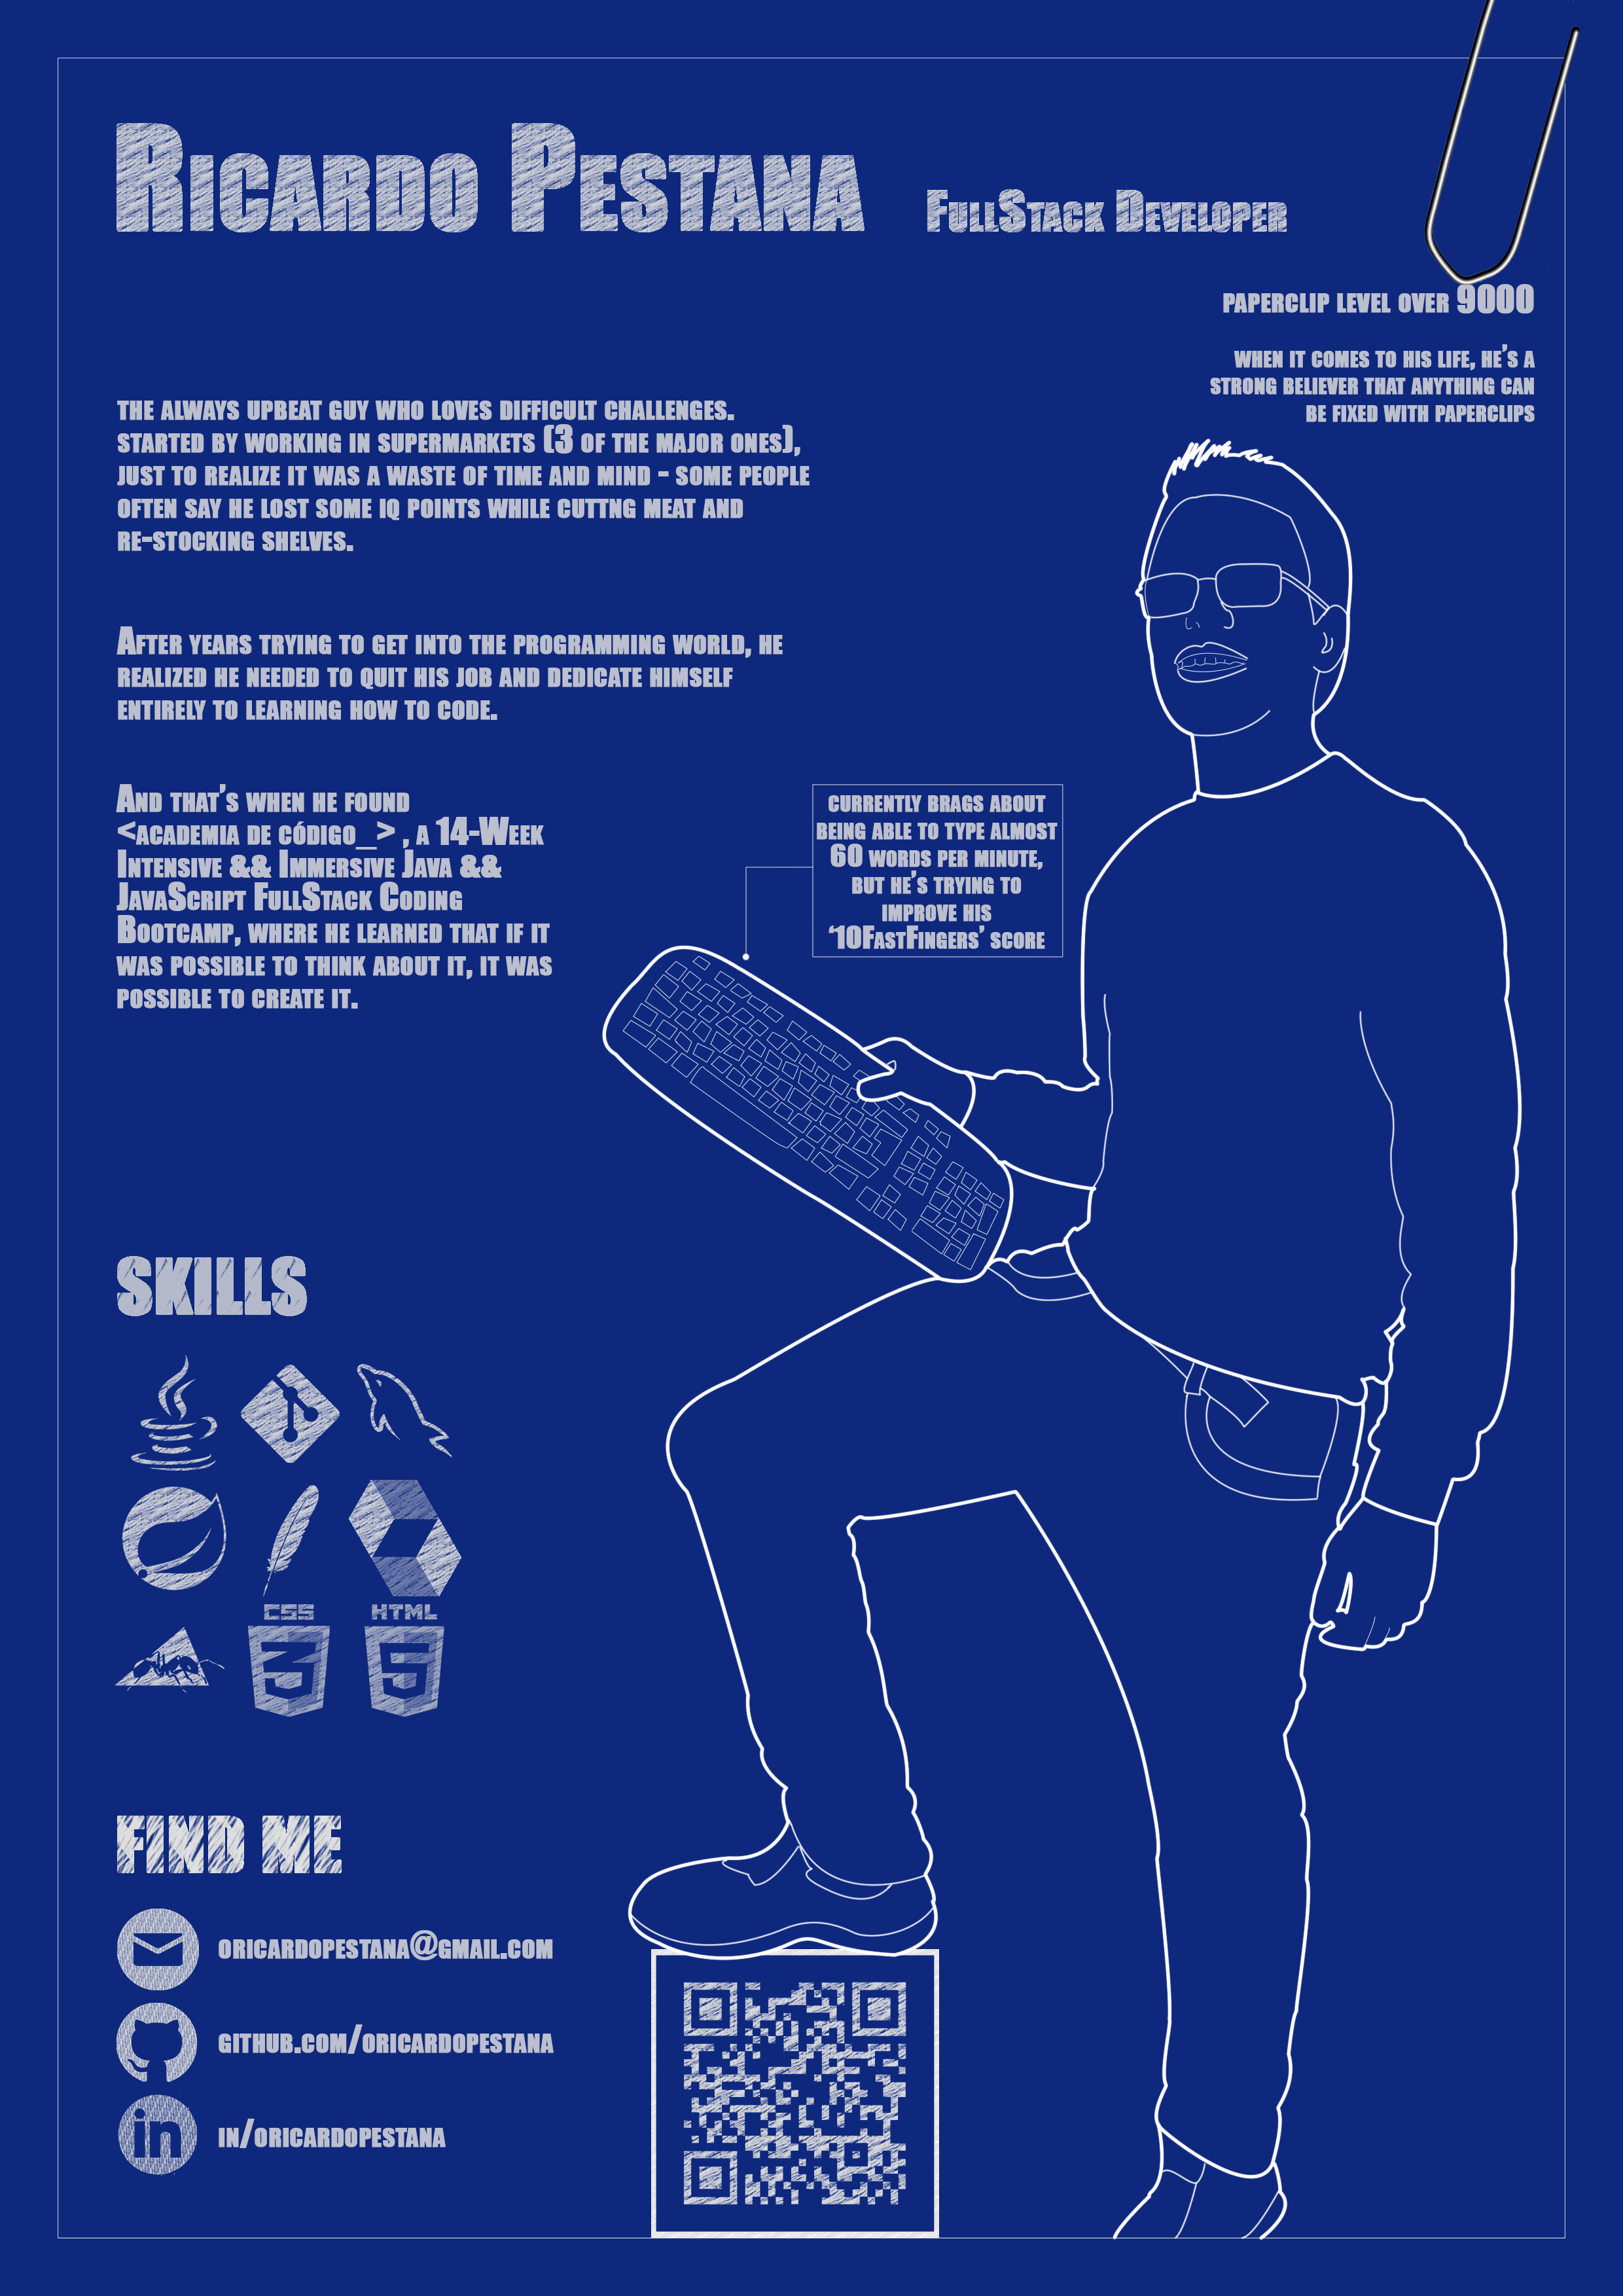 Ricardo Pestana
FullStack Developer
paperclip level over 9000
when it comes to his life, he's a
strong believer that anything can
be fixed with paperclips
the always upbeat guy who loves difficult challenges.
started by working in supermarkets (3 of the major ones),
just to realize it was a waste of time and mind - some people
often say he lost some iq points while cuttng meat and
re-stocking shelves.
After years trying to get into the programming world, he
realized he needed to quit his job and dedicate himself
entirely to learning how to code.
And that's when he found
<academia de código_> , a 14-Week
Intensive && Immersive Java &&
JavaScript FullStack Coding
Bootcamp, where he learned that if it
was possible to think about it, it was
possible to create it.
currently brags about
being able to type almost
60 words per minute,
but he's trying to
improve his
'10FastFingers' score
SKILLS
CSS
3
HTML
5
FIND ME
oricardopestana@gmail.com
github.com/oricardopestana
in
in/oricardopestana